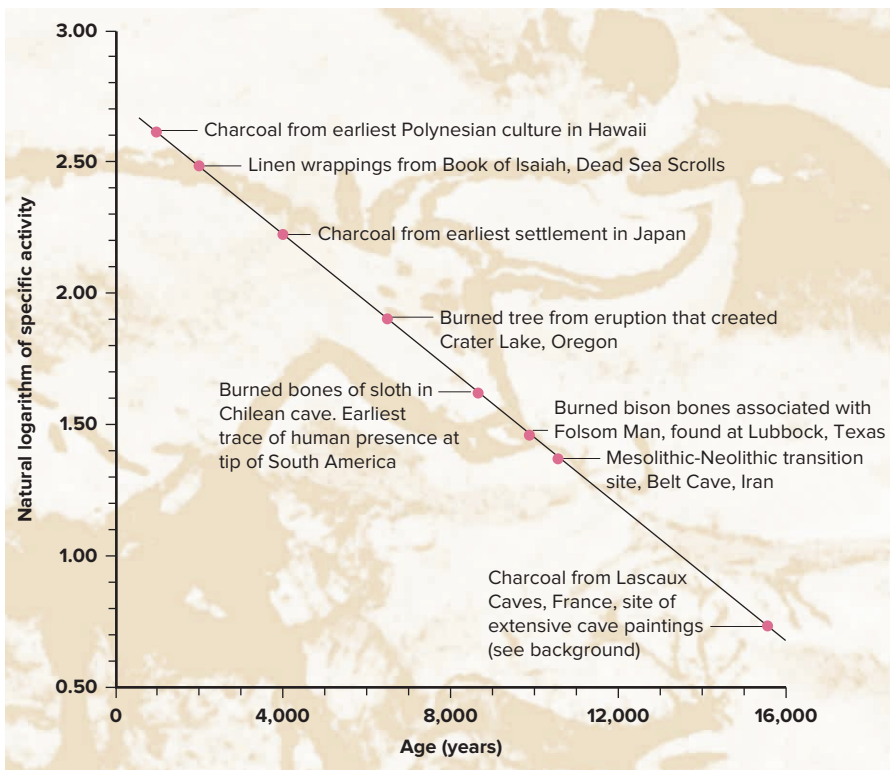 3.00
2.50
2.00
1.50
1.00
0.50
Natural logarithm of specific activity
Charcoal from earliest Polynesian culture in Hawaii
Linen wrappings from Book of Isaiah, Dead Sea Scrolls
Charcoal from earliest settlement in Japan
Burned tree from eruption that created
Crater Lake, Oregon
Burned bones of sloth in
Chilean cave. Earliest
trace of human presence at
tip of South America
Burned bison bones associated with
Folsom Man, found at Lubbock, Texas
Mesolithic-Neolithic transition
site, Belt Cave, Iran
Charcoal from Lascaux
Caves, France, site of
extensive cave paintings
(see background)
0 4,000 8,000 12,000 16,000
Age (years)